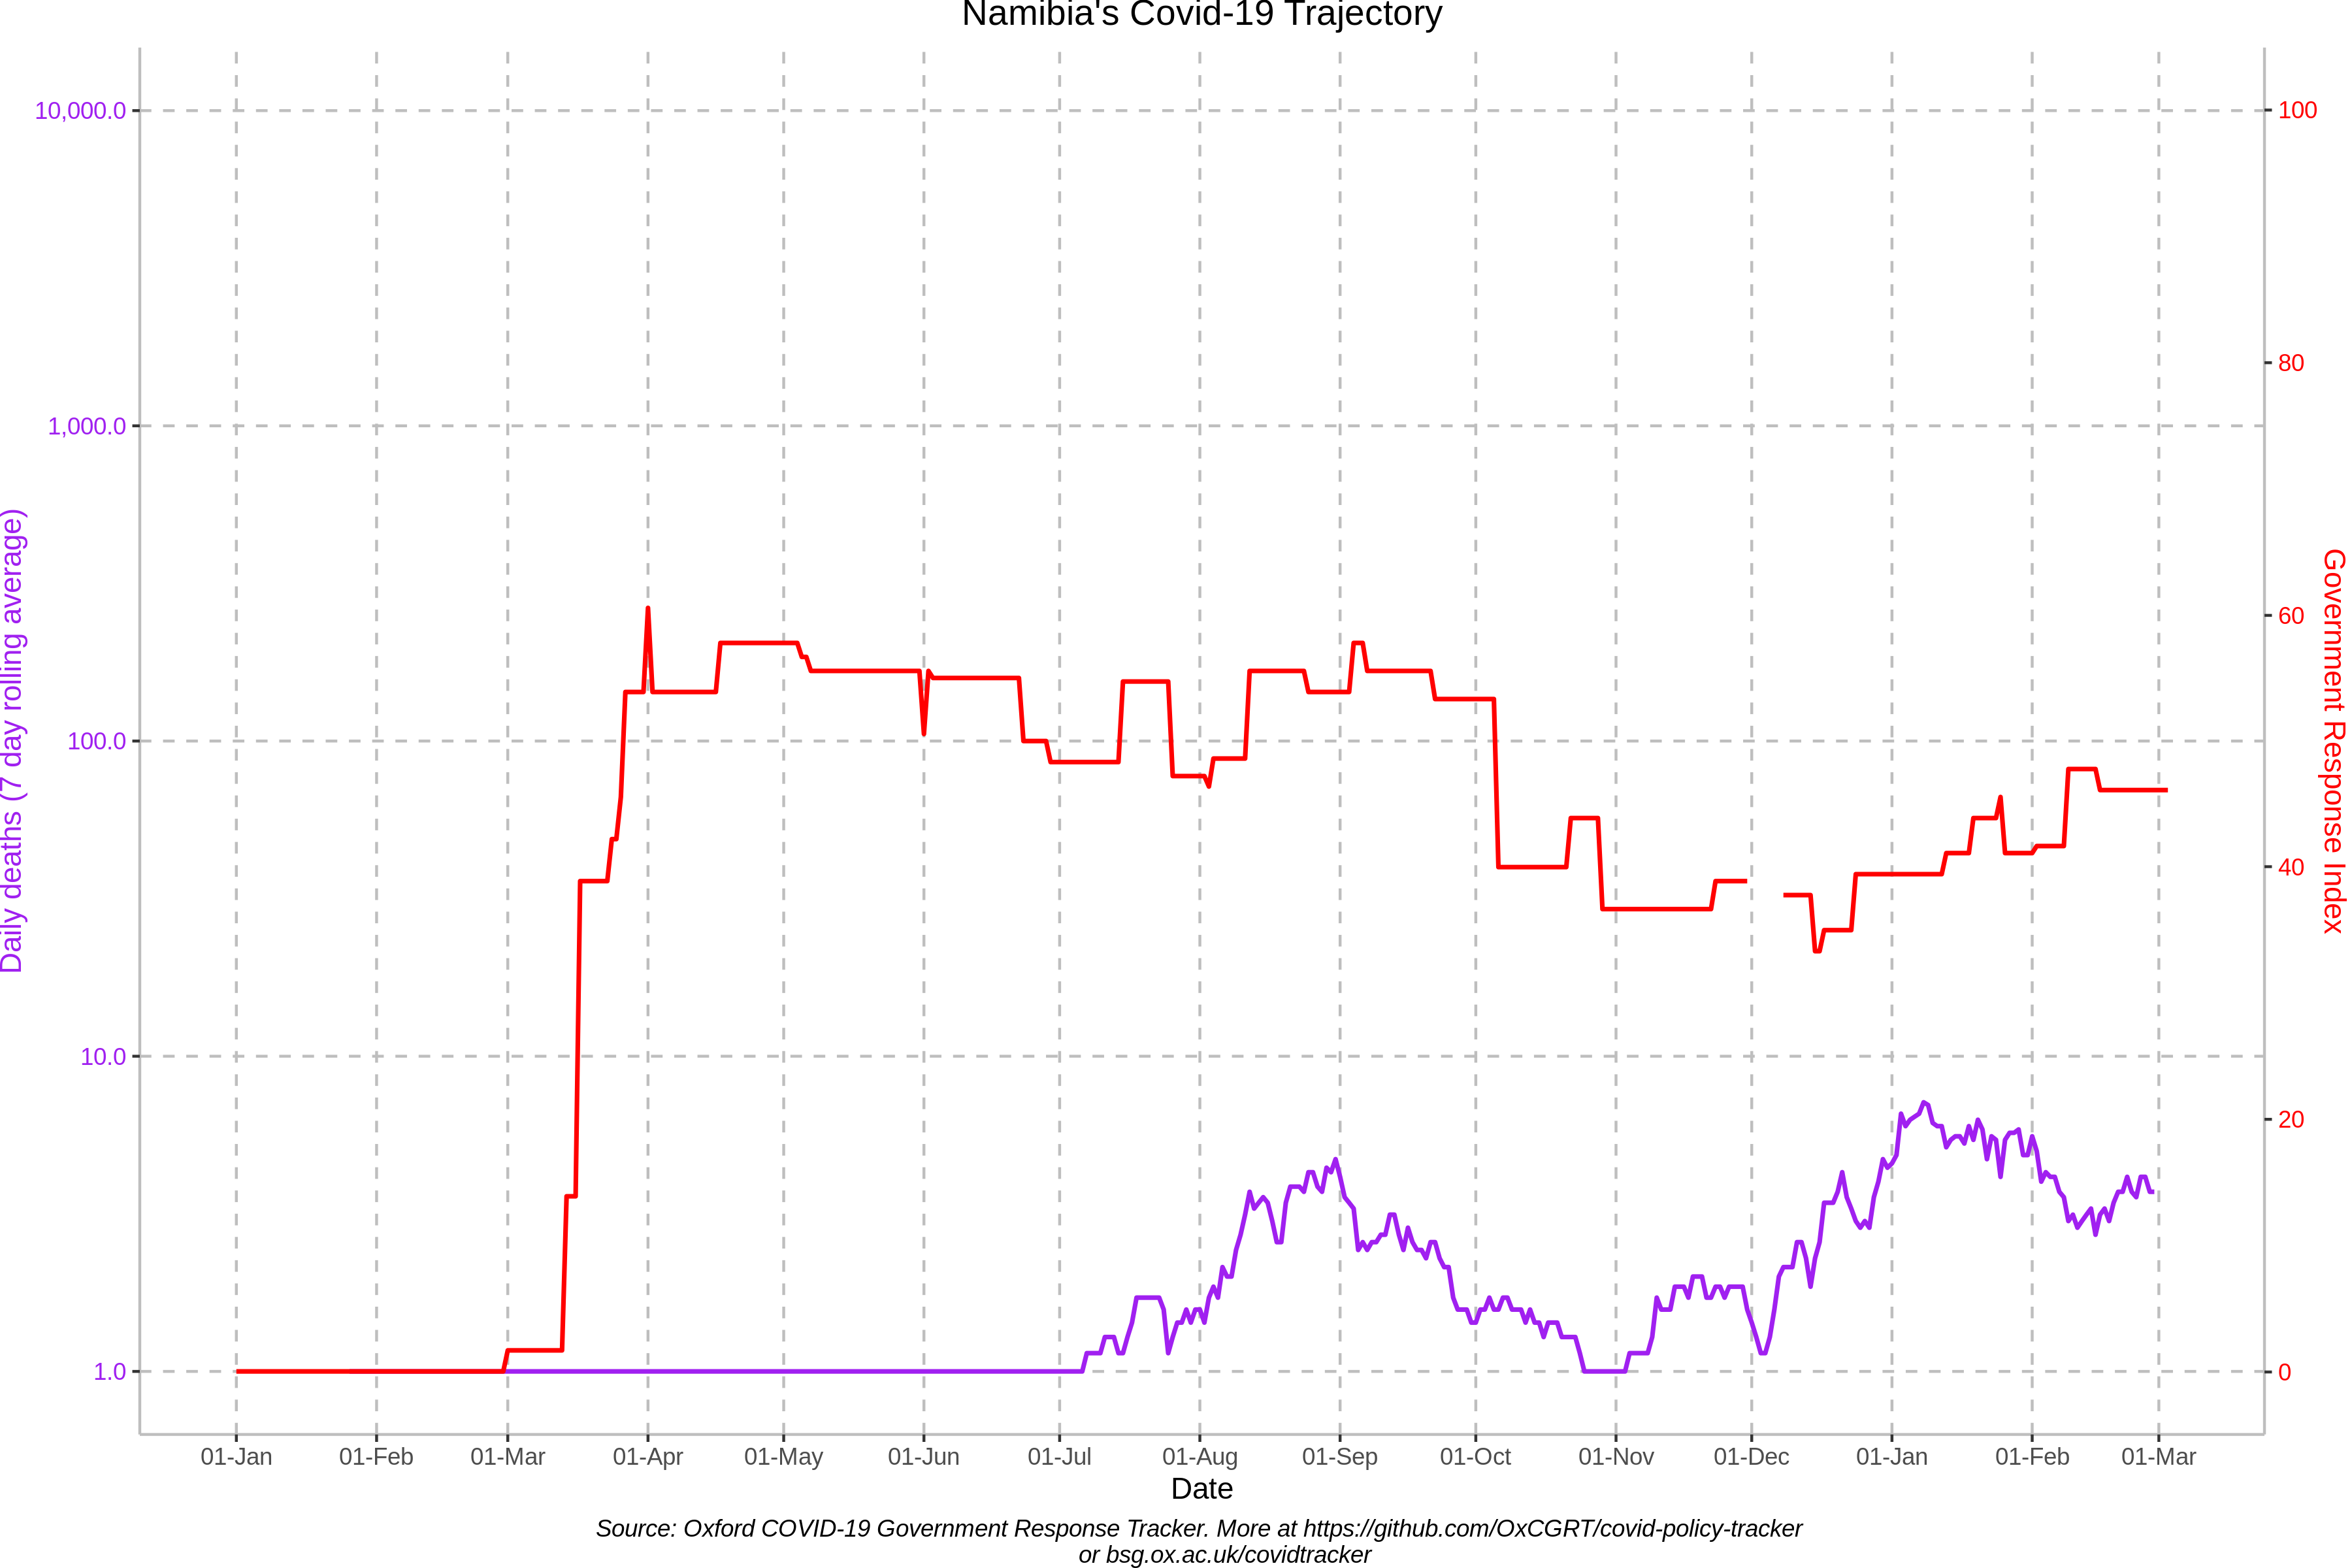 Namibia's Covid-19 Trajectory
10,000.0
1,000.0
100.0
10.0
1.0
Daily deaths (7 day rolling average)
100
80
60
40
20
0
Government Response Index
01-Jan 01-Feb 01-Mar 01-Apr 01-May 01-Jun 01-Jul 01-Aug 01-Sep 01-Oct 01-Nov 01-Dec 01-Jan 01-Feb 01-Mar
Date
Source: Oxford COVID-19 Government Response Tracker. More at https://github.com/OxCGRT/covid-policy-tracker
or bsg.ox.ac.uk/covidtracker